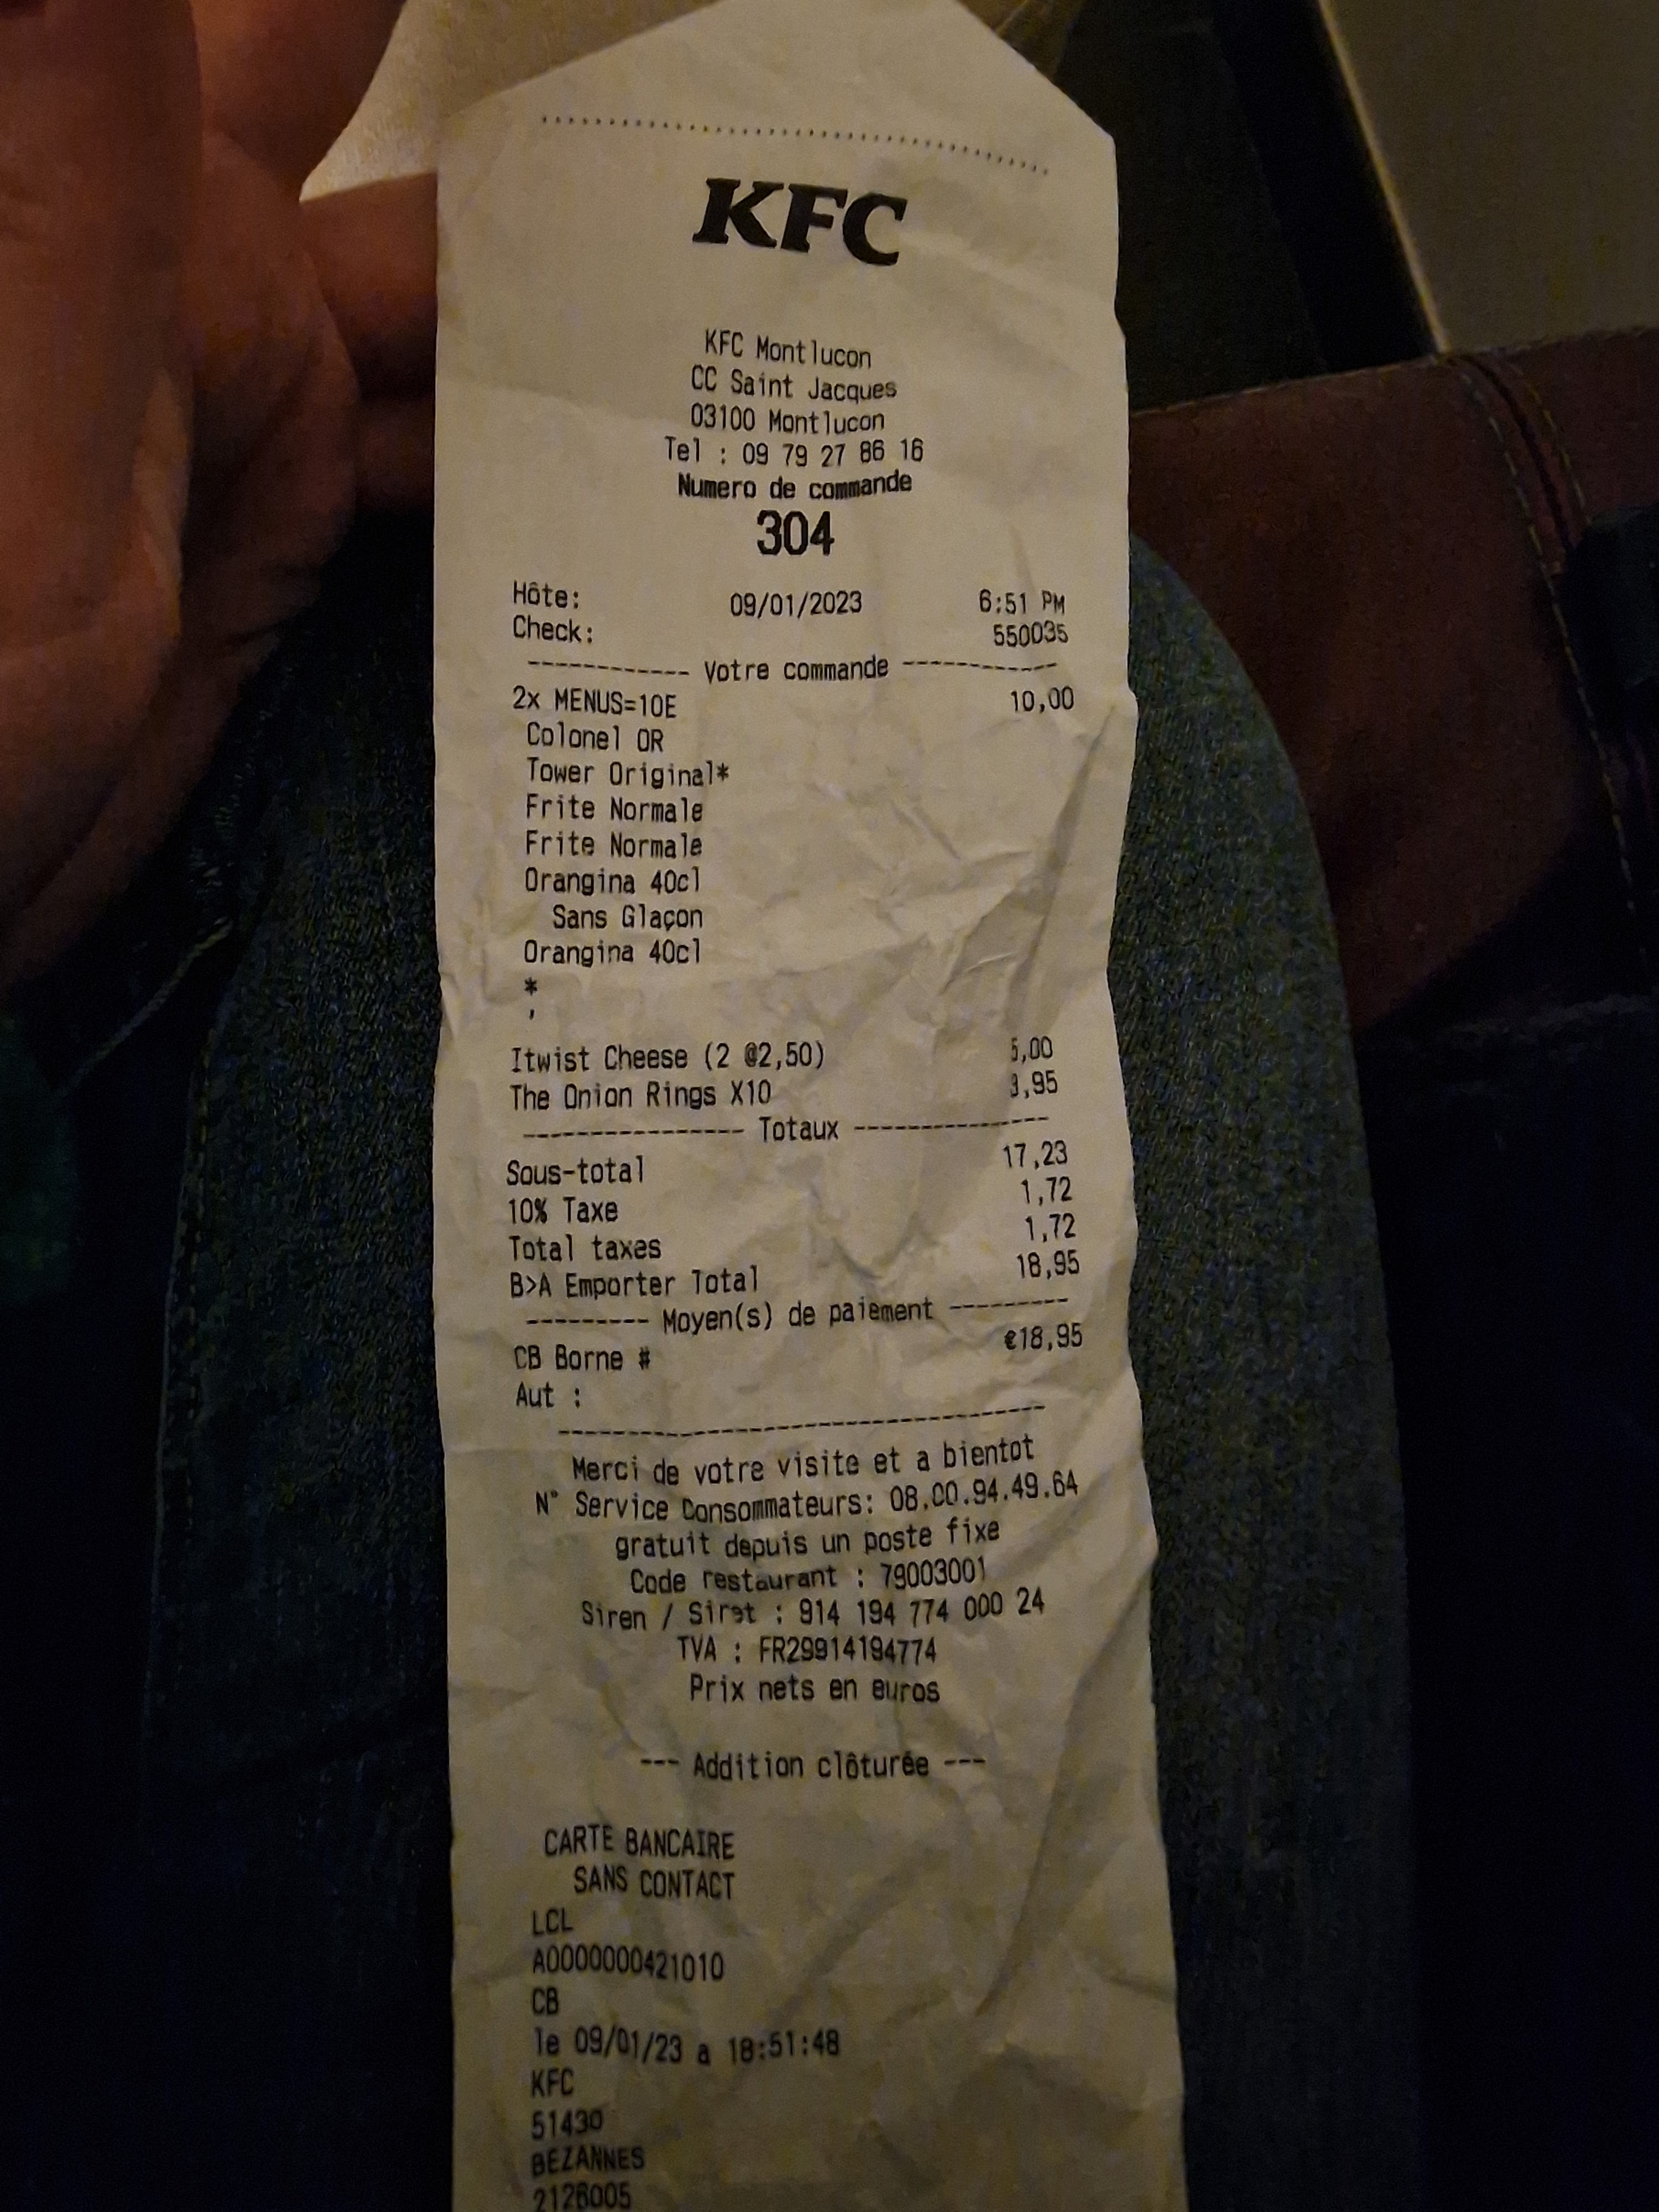 KFC
KFC Montlucon
CC Saint Jacques
03100 Montlucon
Tel : 09 79 27 86 16
Numero de commande
304
Hôte: 09/01/2023 6:51 PM
Check: 550035
----------- Votre commande -----------
2x MENUS=10E 10,00
Colonel OR
Tower Original*
Frite Normale
Frite Normale
Orangina 40cl
Sans Glaçon
Orangina 40cl
*
,
Itwist Cheese (2 @2,50) 5,00
The Onion Rings X10 3,95
---------------- Totaux --------------
Sous-total 17,23
10% Taxe 1,72
Total taxes 1,72
B>A Emporter Total 18,95
--------- Moyen(s) de paiement ---------
CB Borne # €18,95
Aut :
-----------------------------------
Merci de votre visite et a bientot
N° Service Consommateurs: 08.00.94.49.64
gratuit depuis un poste fixe
Code restaurant : 79003001
Siren / Siret : 914 194 774 000 24
TVA : FR29914194774
Prix nets en euros
--- Addition clôturée ---
CARTE BANCAIRE
SANS CONTACT
LCL
A0000000421010
CB
le 09/01/23 a 18:51:48
KFC
51430
BEZANNES
2126005